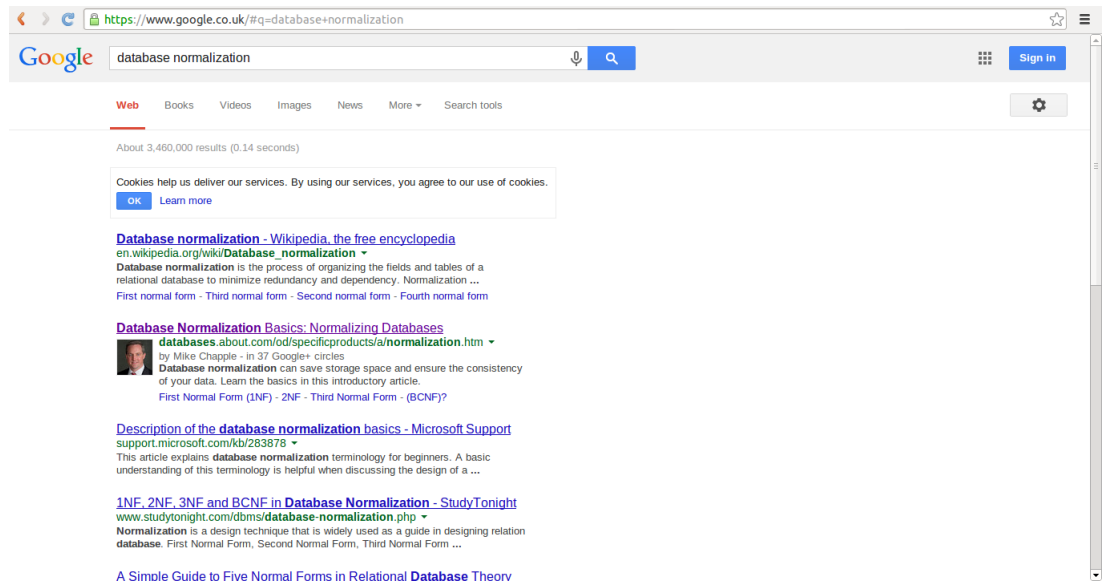 https://www.google.co.uk/#q=database+normalization
Google
database normalization
Sign in
Web Books Videos Images News More Search tools
About 3,460,000 results (0.14 seconds)
Cookies help us deliver our services. By using our services, you agree to our use of cookies.
OK Learn more
Database normalization - Wikipedia, the free encyclopedia
en.wikipedia.org/wiki/Database_normalization
Database normalization is the process of organizing the fields and tables of a
relational database to minimize redundancy and dependency. Normalization ...
First normal form - Third normal form - Second normal form - Fourth normal form
Database Normalization Basics: Normalizing Databases
databases.about.com/od/specificproducts/a/normalization.htm
by Mike Chapple - in 37 Google+ circles
Database normalization can save storage space and ensure the consistency
of your data. Learn the basics in this introductory article.
First Normal Form (1NF) - 2NF - Third Normal Form - (BCNF)?
Description of the database normalization basics - Microsoft Support
support.microsoft.com/kb/283878
This article explains database normalization terminology for beginners. A basic
understanding of this terminology is helpful when discussing the design of a ...
1NF, 2NF, 3NF and BCNF in Database Normalization - StudyTonight
www.studytonight.com/dbms/database-normalization.php
Normalization is a design technique that is widely used as a guide in designing relation
database. First Normal Form, Second Normal Form, Third Normal Form ...
A Simple Guide to Five Normal Forms in Relational Database Theory